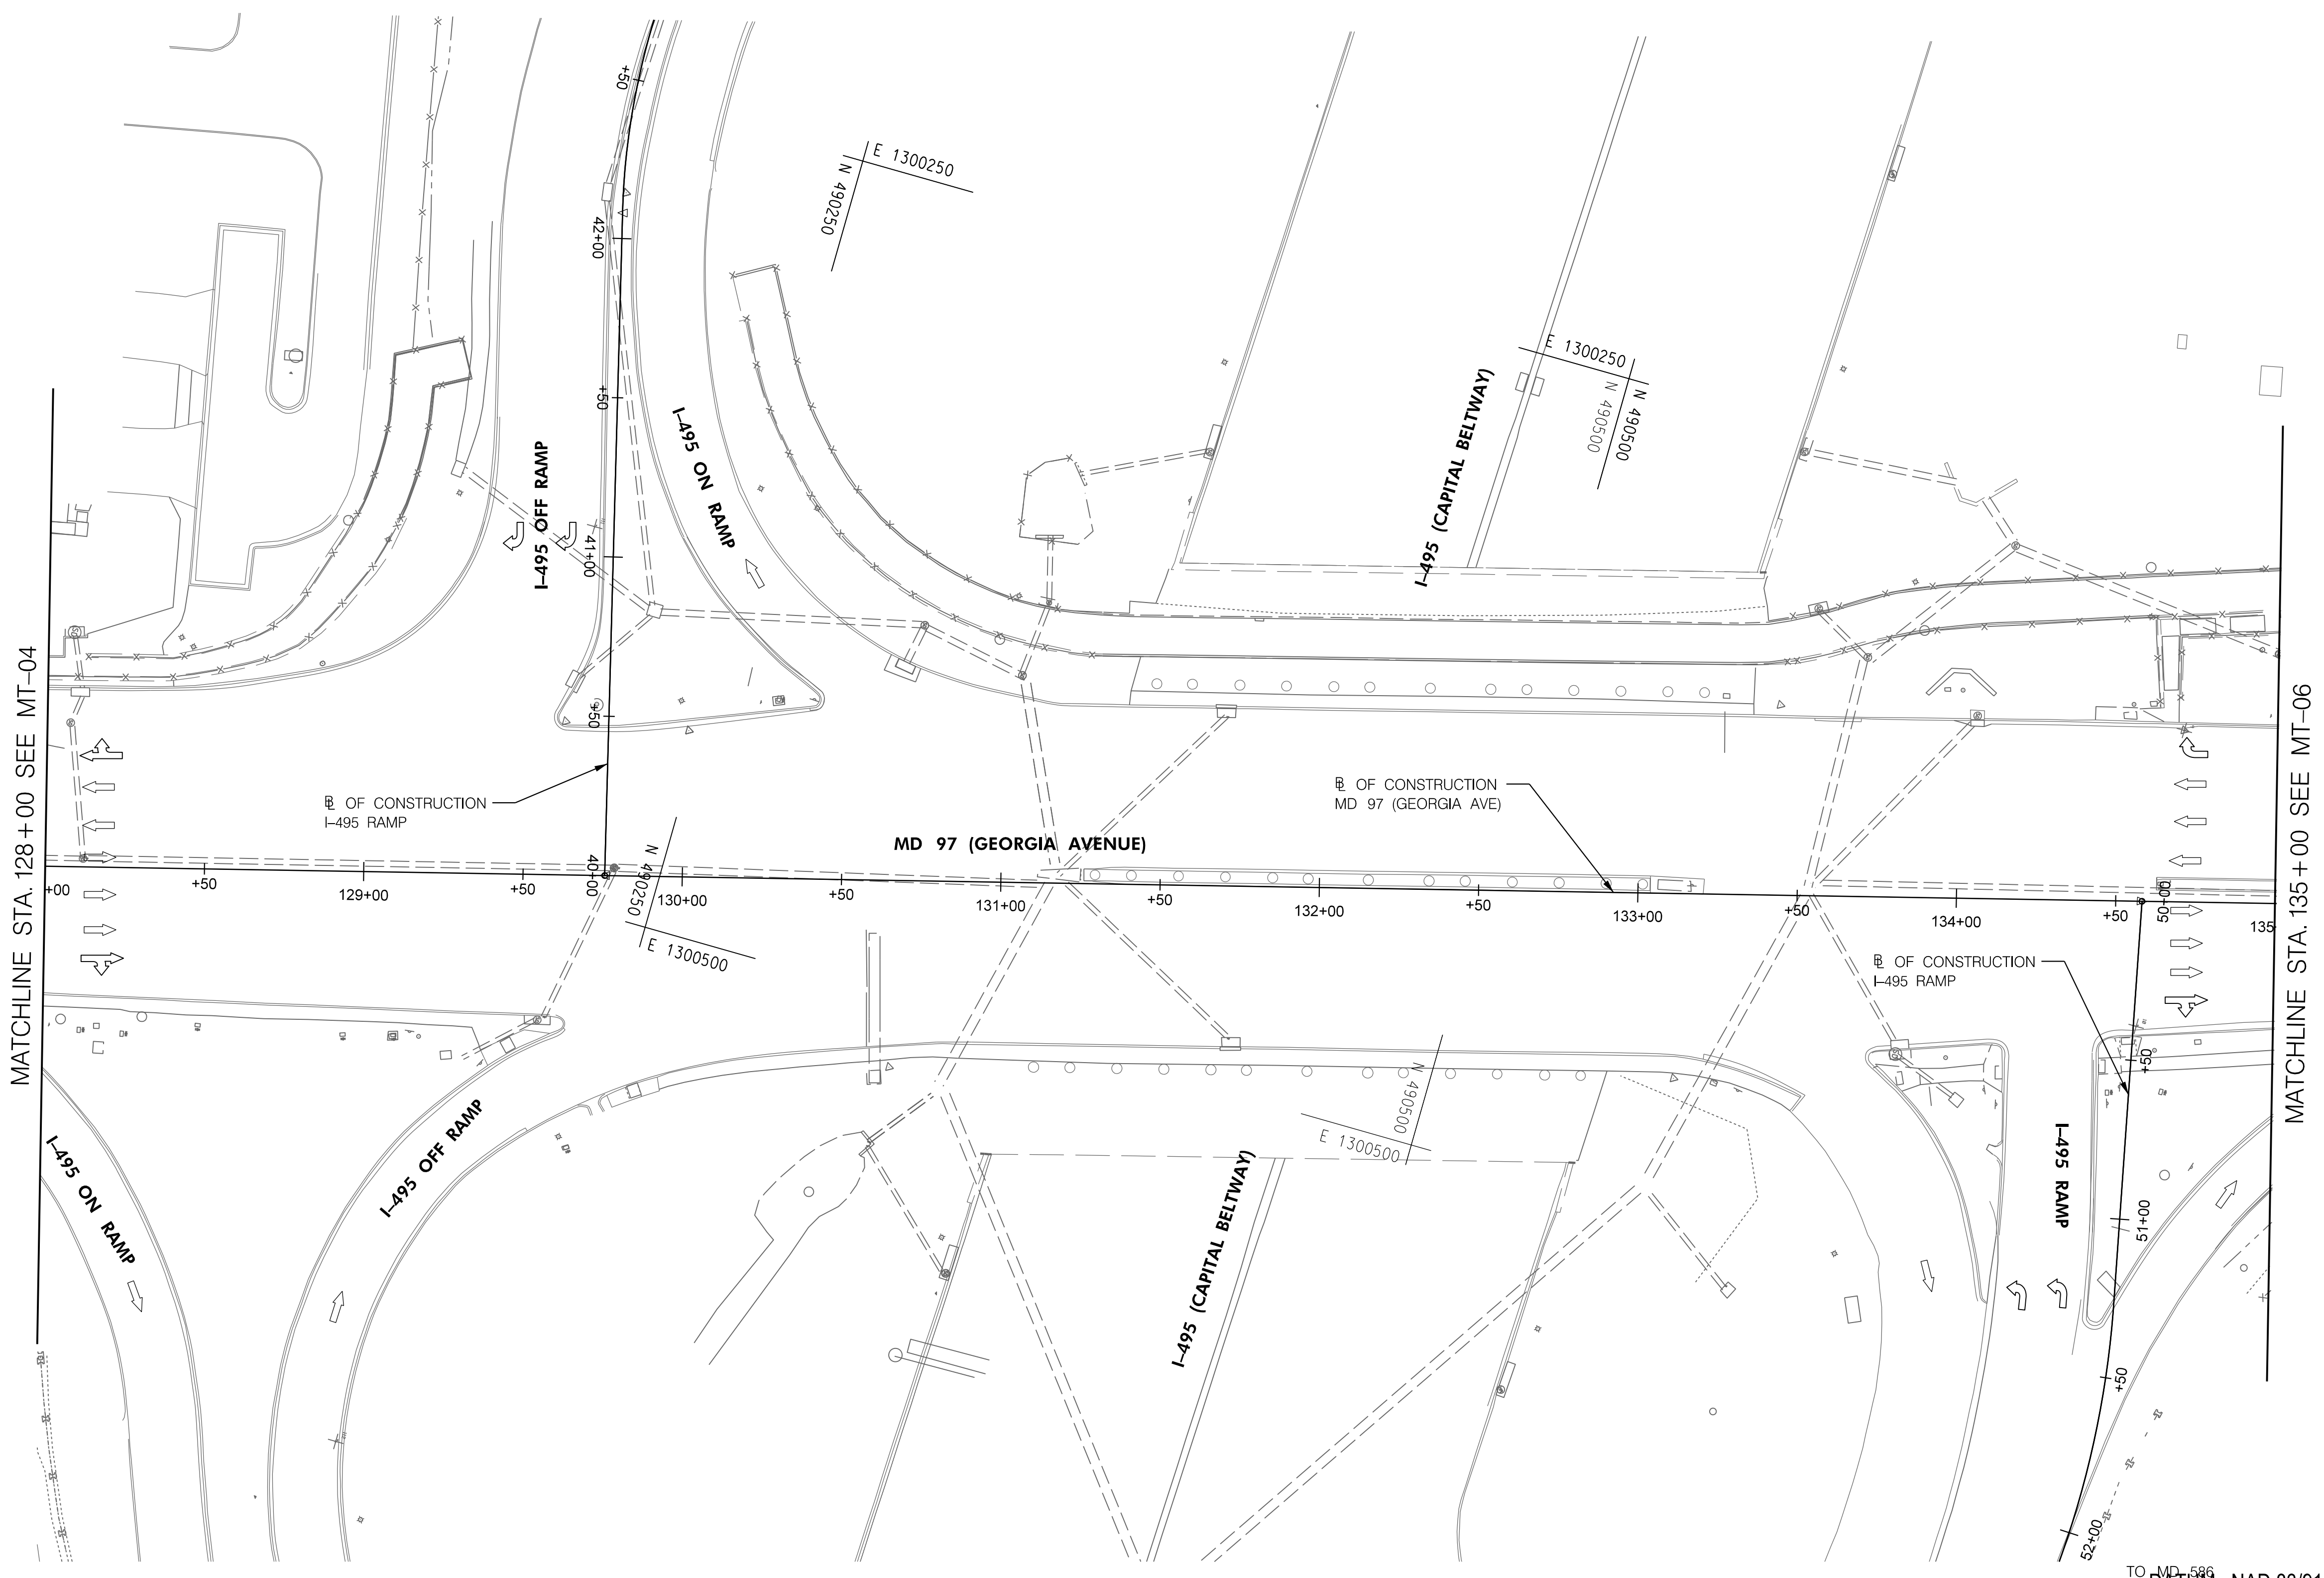 +50
E 1300250
N 490250
42+00
E 1300250
N 490500
N 490500
+50
I-495 (CAPITAL BELTWAY)
I-495 ON RAMP
I-495 OFF RAMP
41+00
MATCHLINE STA. 128+00 SEE MT-04
MATCHLINE STA. 135+00 SEE MT-06
+50
℄ OF CONSTRUCTION
I-495 RAMP
℄ OF CONSTRUCTION
MD 97 (GEORGIA AVE)
MD 97 (GEORGIA AVENUE)
40+00
N 490250
E 1300500
+00
+50
129+00
+50
130+00
+50
131+00
+50
132+00
+50
133+00
+50
134+00
+50
50+00
135
℄ OF CONSTRUCTION
I-495 RAMP
+50
N 490500
E 1300500
I-495 ON RAMP
I-495 OFF RAMP
I-495 (CAPITAL BELTWAY)
I-495 RAMP
51+00
+50
52+00
TO MD 586